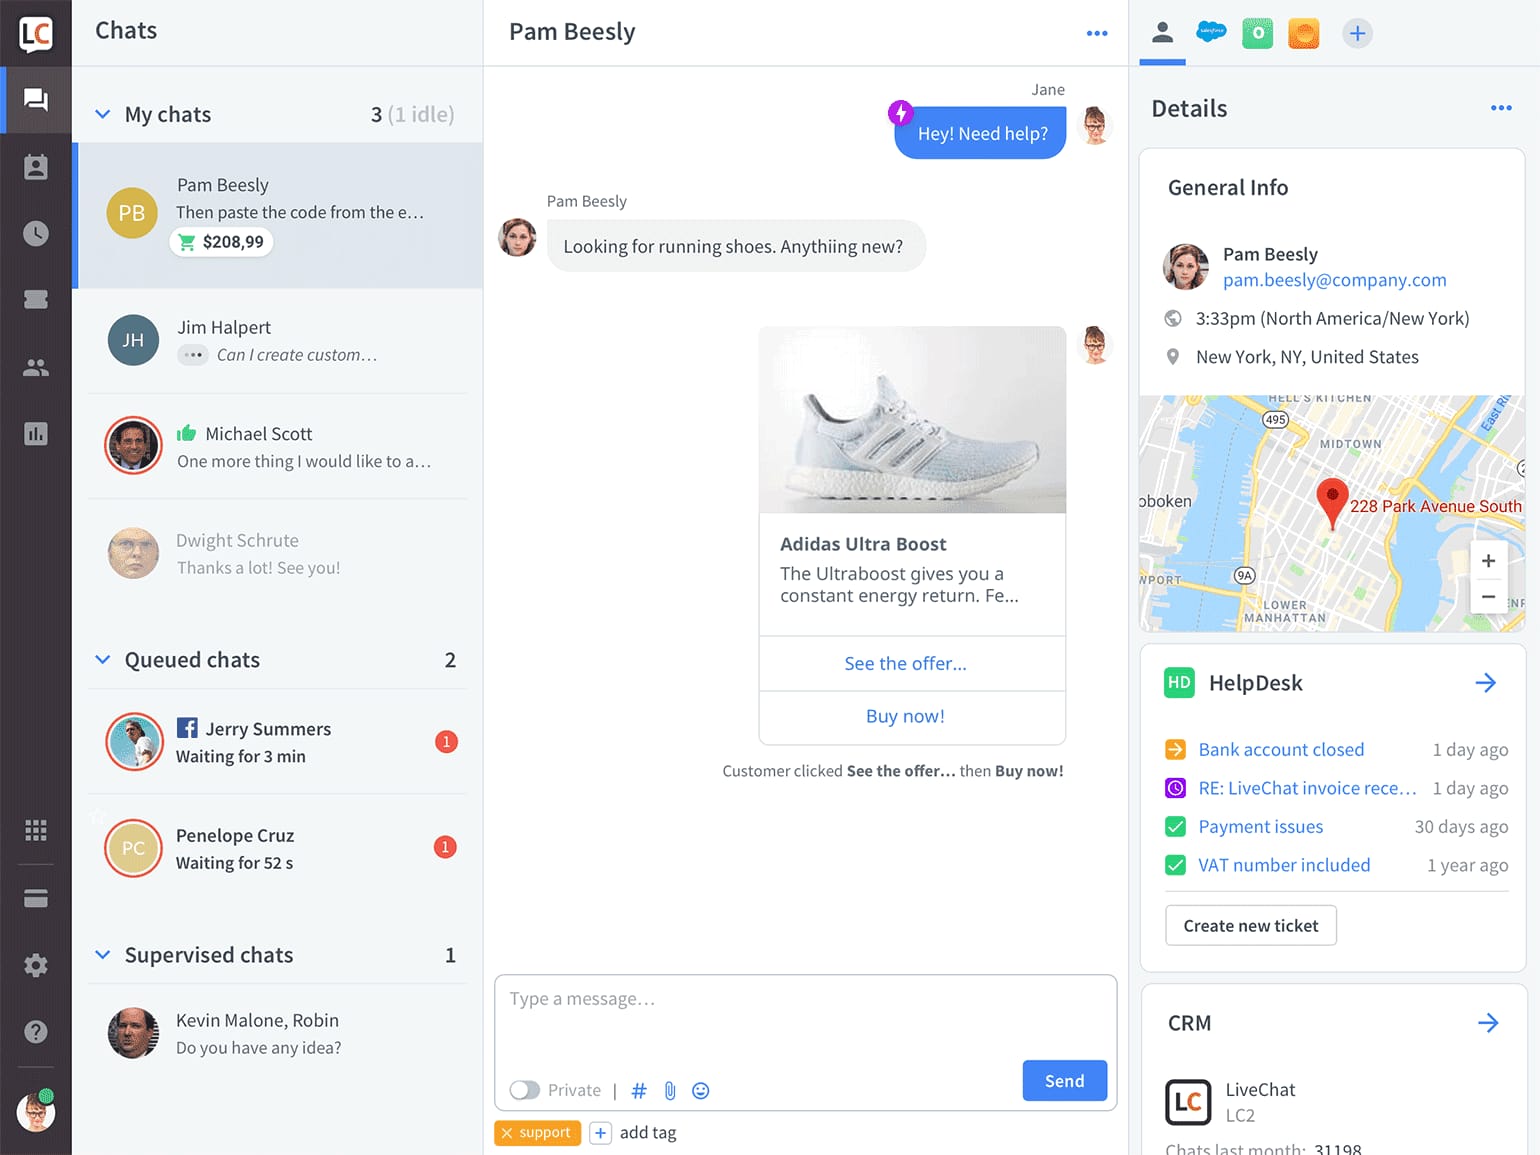 LC
Chats
My chats
3 (1 idle)
PB
Pam Beesly
Then paste the code from the e…
$208,99
JH
Jim Halpert
Can I create custom…
Michael Scott
One more thing I would like to a…
Dwight Schrute
Thanks a lot! See you!
Queued chats
2
Jerry Summers
Waiting for 3 min
1
PC
Penelope Cruz
Waiting for 52 s
1
Supervised chats
1
Kevin Malone, Robin
Do you have any idea?
Pam Beesly
Jane
Hey! Need help?
Pam Beesly
Looking for running shoes. Anythiing new?
Adidas Ultra Boost
The Ultraboost gives you a
constant energy return. Fe...
See the offer...
Buy now!
Customer clicked See the offer... then Buy now!
Type a message…
Private
Send
support
add tag
salesforce
Details
General Info
Pam Beesly
pam.beesly@company.com
3:33pm (North America/New York)
New York, NY, United States
HELL'S KITCHEN
495
MIDTOWN
East Ri
oboken
228 Park Avenue South
9A
WPORT
LOWER
MANHATTAN
HD
HelpDesk
Bank account closed
1 day ago
RE: LiveChat invoice rece…
1 day ago
Payment issues
30 days ago
VAT number included
1 year ago
Create new ticket
CRM
LC
LiveChat
LC2
Chats last month: 31198